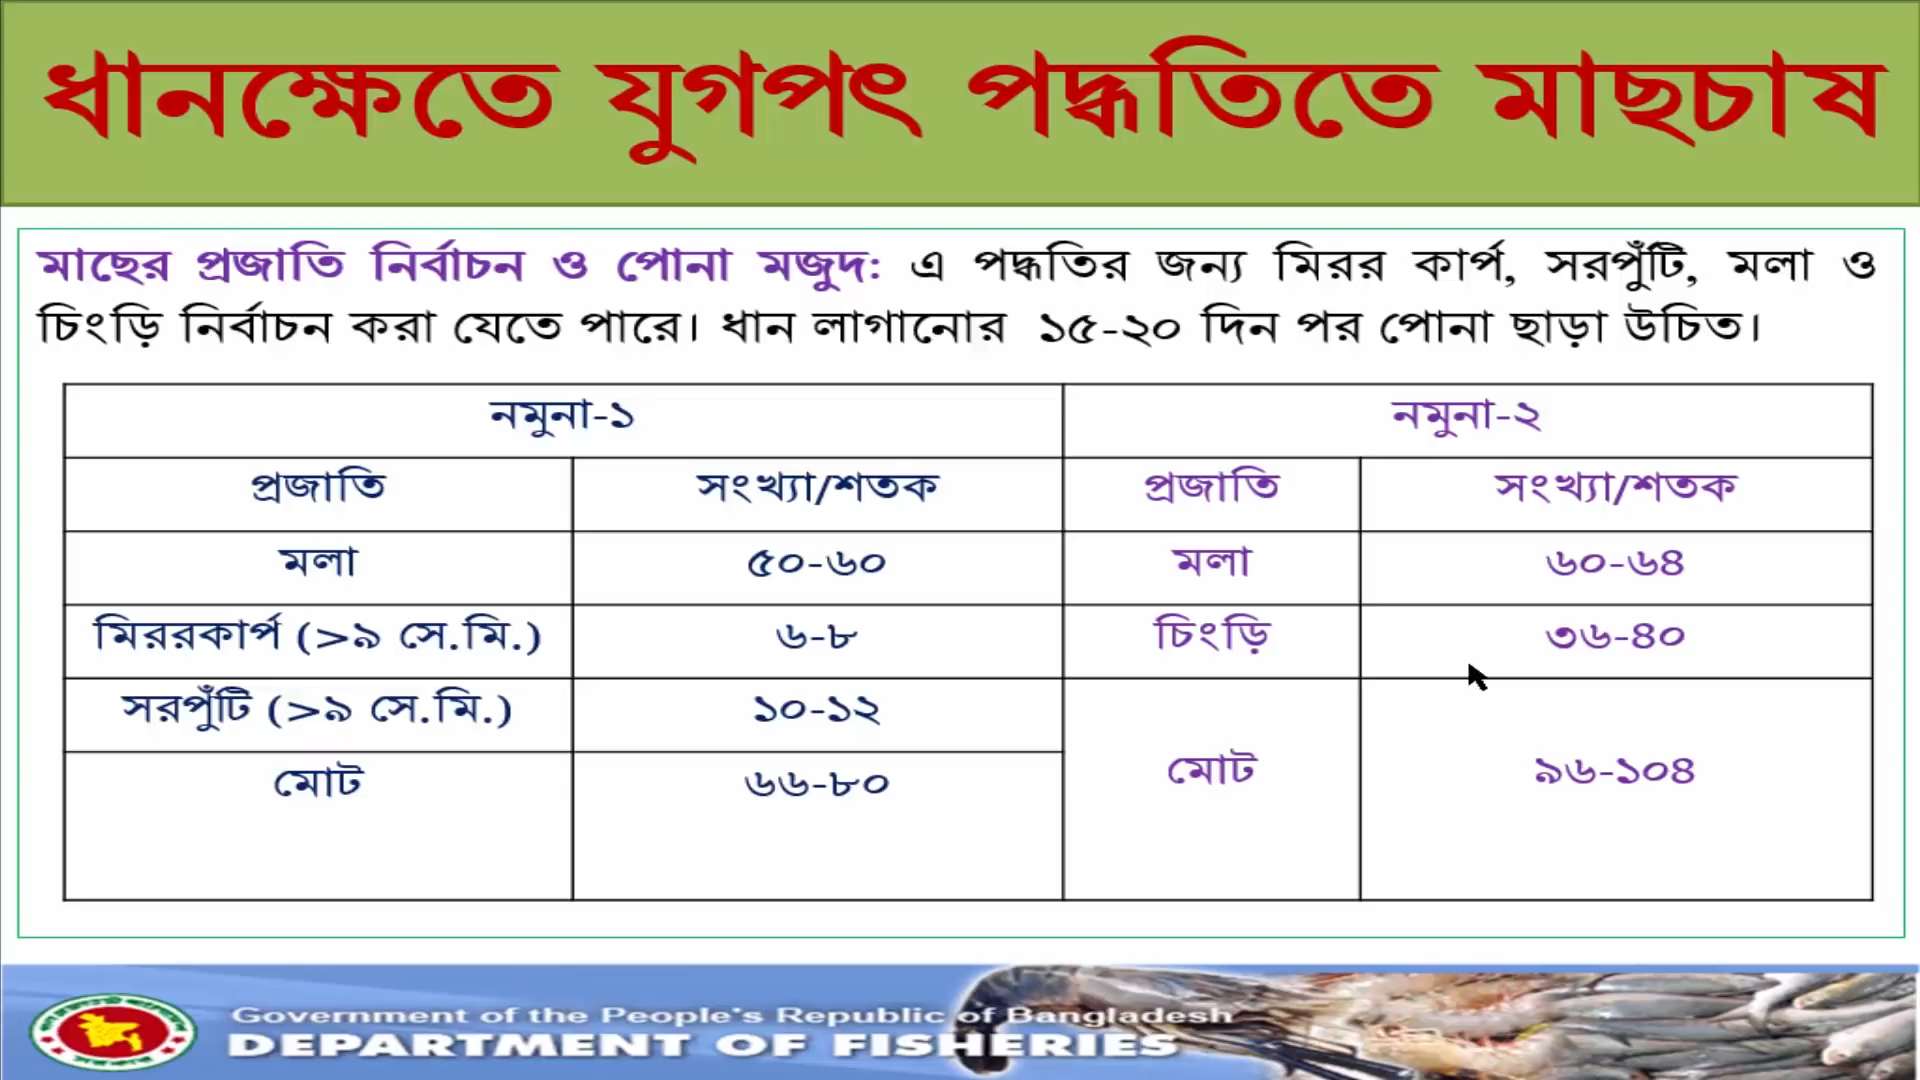 ধানক্ষেতে যুগপৎ পদ্ধতিতে মাছচাষ
মাছের প্রজাতি নির্বাচন ও পোনা মজুদ: এ পদ্ধতির জন্য মিরর কার্প, সরপুঁটি, মলা ও
চিংড়ি নির্বাচন করা যেতে পারে। ধান লাগানোর ১৫-২০ দিন পর পোনা ছাড়া উচিত।
নমুনা-১ নমুনা-২
প্রজাতি সংখ্যা/শতক প্রজাতি সংখ্যা/শতক
মলা ৫০-৬০ মলা ৬০-৬৪
মিররকার্প (>৯ সে.মি.) ৬-৮ চিংড়ি ৩৬-৪০
সরপুঁটি (>৯ সে.মি.) ১০-১২
মোট ৬৬-৮০ মোট ৯৬-১০৪
Government of the People's Republic of Bangladesh
DEPARTMENT OF FISHERIES